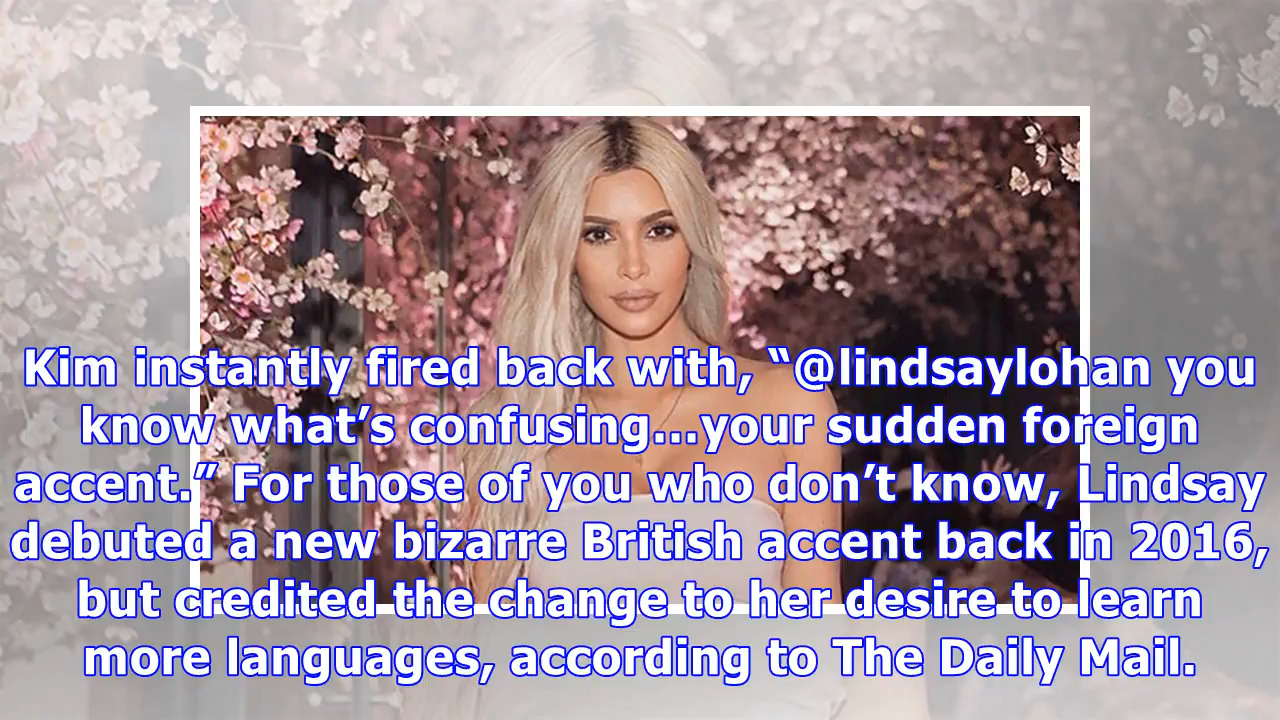 Kim instantly fired back with, “@lindsaylohan you
know what’s confusing...your sudden foreign
accent.” For those of you who don’t know, Lindsay
debuted a new bizarre British accent back in 2016,
but credited the change to her desire to learn
more languages, according to The Daily Mail.